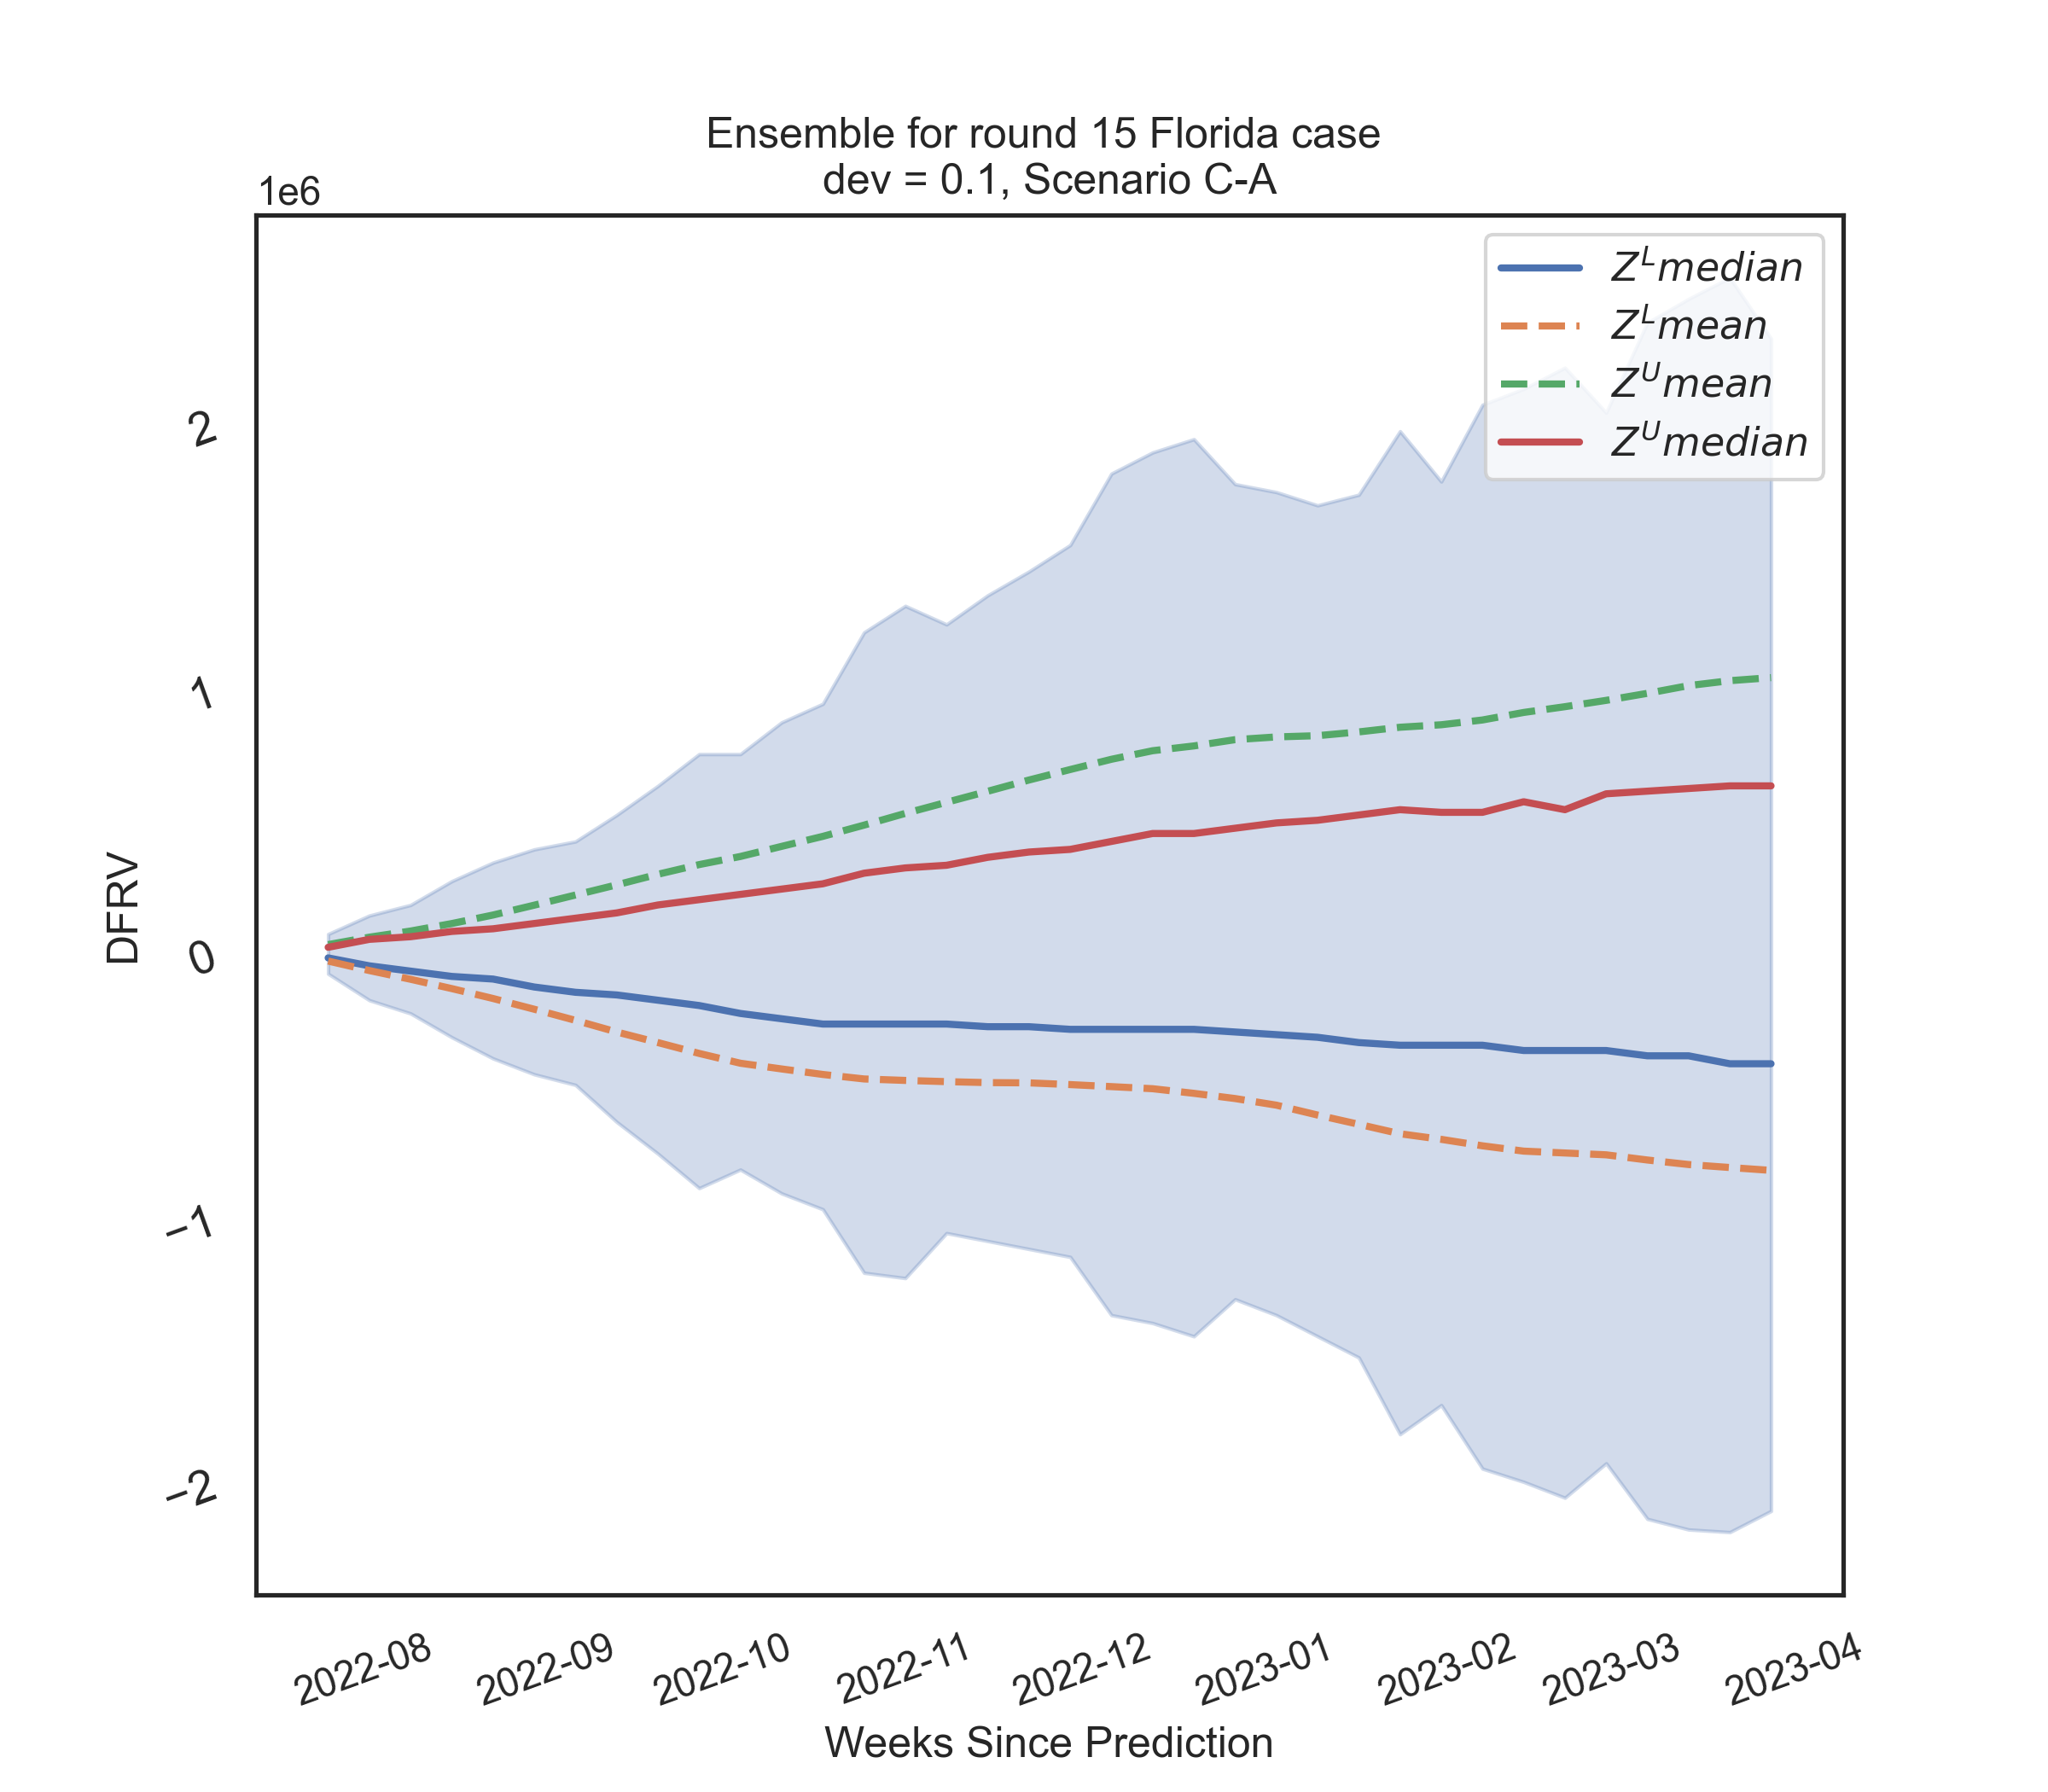 Ensemble for round 15 Florida case
dev = 0.1, Scenario C-A
1e6
Z^L median
Z^L mean
Z^U mean
Z^U median
2
1
0
−1
−2
DFRV
2022-08
2022-09
2022-10
2022-11
2022-12
2023-01
2023-02
2023-03
2023-04
Weeks Since Prediction